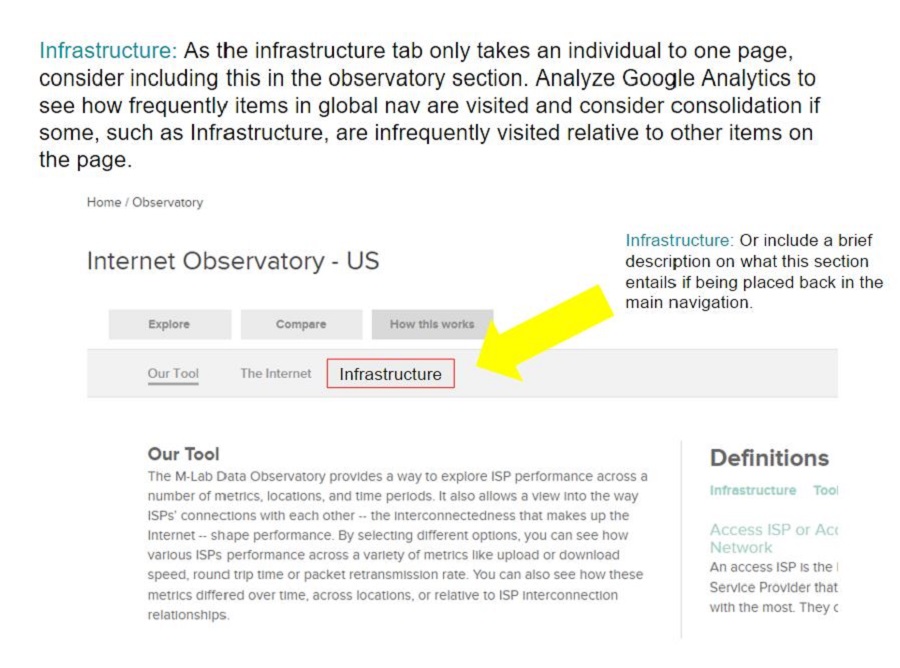 Infrastructure: As the infrastructure tab only takes an individual to one page,
consider including this in the observatory section. Analyze Google Analytics to
see how frequently items in global nav are visited and consider consolidation if
some, such as Infrastructure, are infrequently visited relative to other items on
the page.
Home / Observatory
Internet Observatory - US
Infrastructure: Or include a brief
description on what this section
entails if being placed back in the
main navigation.
Explore Compare How this works
Our Tool The Internet Infrastructure
Our Tool
The M-Lab Data Observatory provides a way to explore ISP performance across a
number of metrics, locations, and time periods. It also allows a view into the way
ISPs' connections with each other -- the interconnectedness that makes up the
Internet -- shape performance. By selecting different options, you can see how
various ISPs performance across a variety of metrics like upload or download
speed, round trip time or packet retransmission rate. You can also see how these
metrics differed over time, across locations, or relative to ISP interconnection
relationships.
Definitions
Infrastructure
Access ISP or
Network
An access ISP is the
Service Provider that
with the most. They